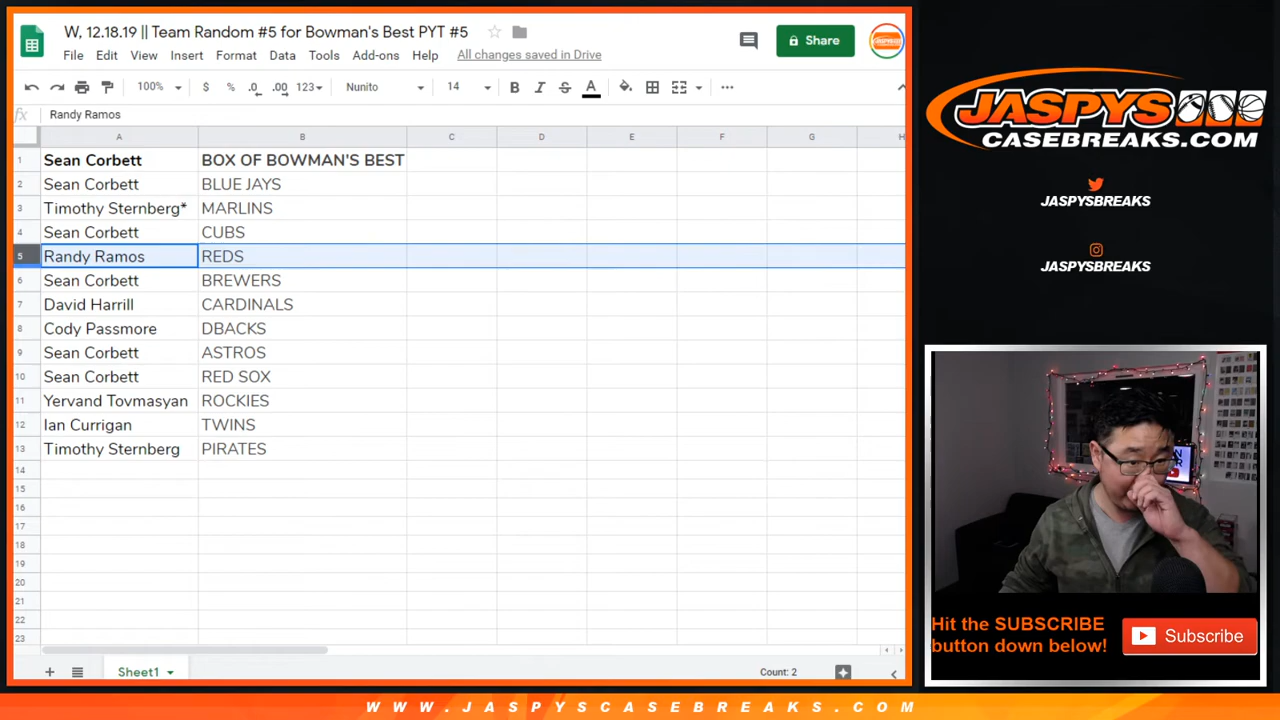 W, 12.18.19 || Team Random #5 for Bowman's Best PYT #5
File Edit View Insert Format Data Tools Add-ons Help All changes saved in Drive
Share
100% $ % .0 .00 123 Nunito 14 B I S A
fx Randy Ramos
A B C D E F G H
1 Sean Corbett BOX OF BOWMAN'S BEST
2 Sean Corbett BLUE JAYS
3 Timothy Sternberg* MARLINS
4 Sean Corbett CUBS
5 Randy Ramos REDS
6 Sean Corbett BREWERS
7 David Harrill CARDINALS
8 Cody Passmore DBACKS
9 Sean Corbett ASTROS
10 Sean Corbett RED SOX
11 Yervand Tovmasyan ROCKIES
12 Ian Currigan TWINS
13 Timothy Sternberg PIRATES
14
15
16
17
18
19
20
21
22
23
Sheet1 Count: 2
JASPYS
CASEBREAKS.COM
JASPYSBREAKS
JASPYSBREAKS
Hit the SUBSCRIBE
button down below!
Subscribe
WWW.JASPYSCASEBREAKS.COM